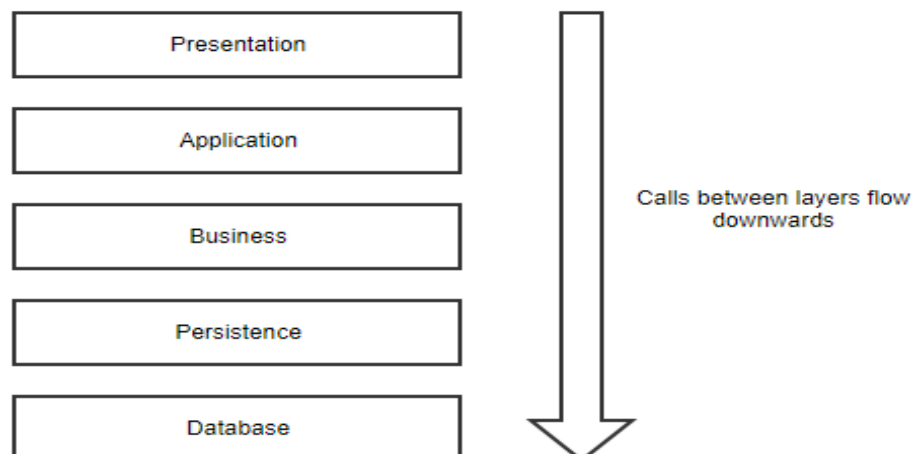 Presentation
Application
Business
Persistence
Database
Calls between layers flow
downwards